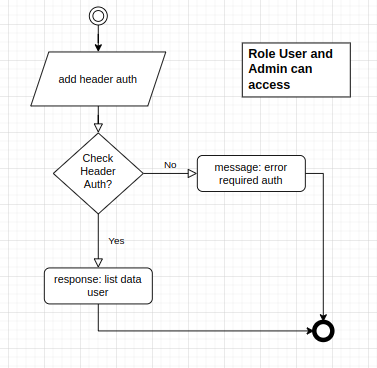 Role User and
Admin can
access
add header auth
Check
Header
Auth?
No
message: error
required auth
Yes
response: list data
user